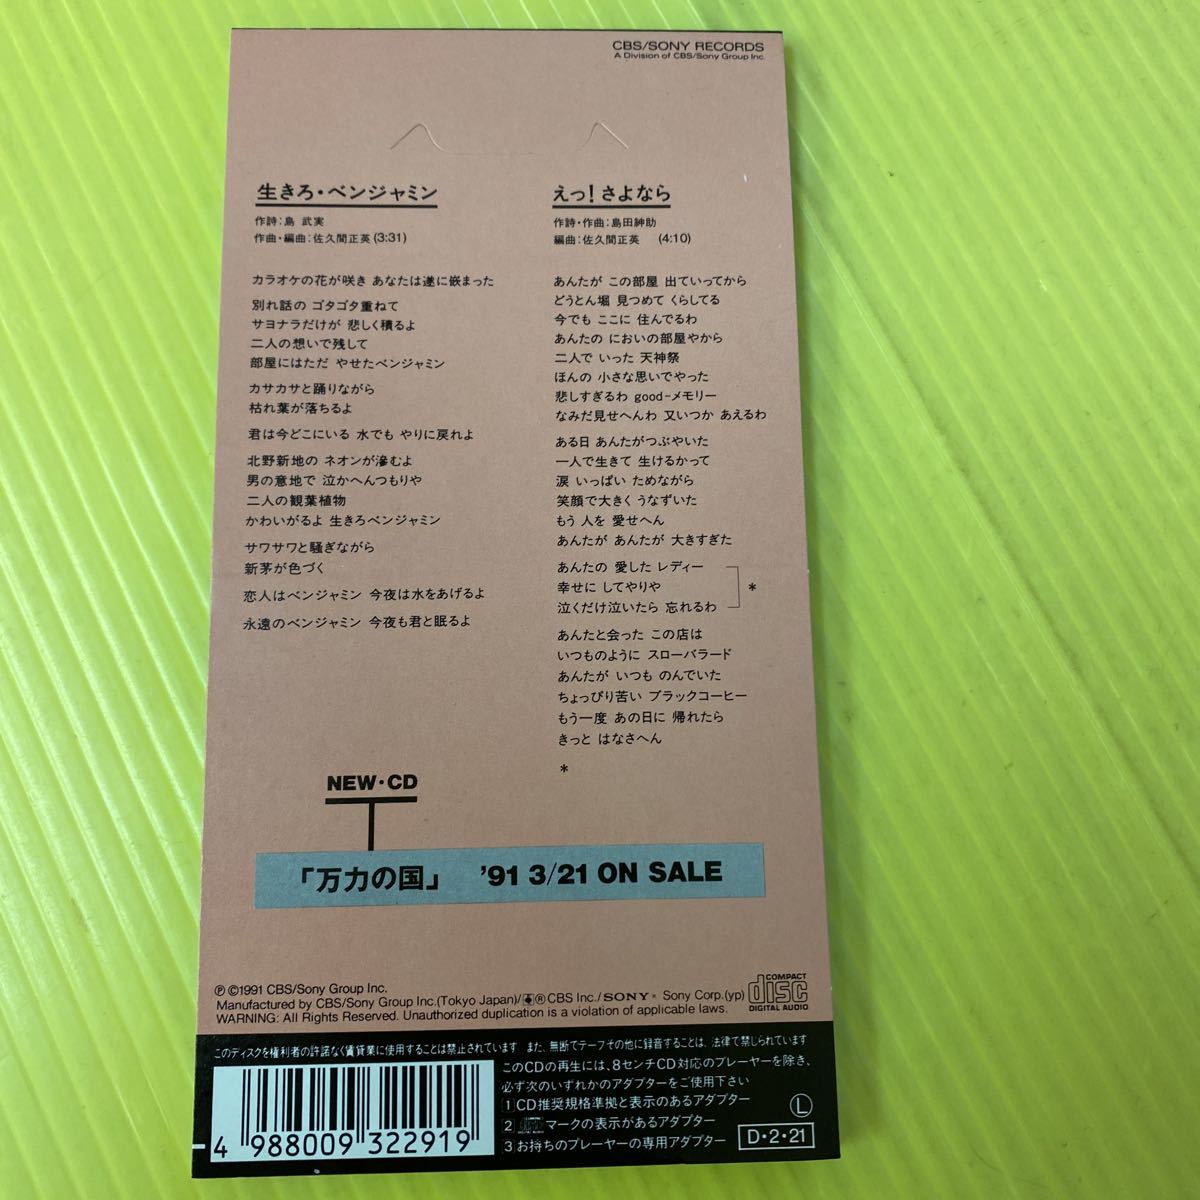 CBS/SONY RECORDS
A Division of CBS/Sony Group Inc.
生きろ・ベンジャミン
作詩：島 武実
作曲・編曲：佐久間正英(3:31)
カラオケの花が咲き あなたは遂に嵌まった
別れ話の ゴタゴタ重ねて
サヨナラだけが 悲しく積るよ
二人の想いで残して
部屋にはただ やせたベンジャミン
カサカサと踊りながら
枯れ葉が落ちるよ
君は今どこにいる 水でも やりに戻れよ
北野新地の ネオンが滲むよ
男の意地で 泣かへんつもりや
二人の観葉植物
かわいがるよ 生きろベンジャミン
サワサワと騒ぎながら
新茅が色づく
恋人はベンジャミン 今夜は水をあげるよ
永遠のベンジャミン 今夜も君と眠るよ
えっ！さよなら
作詩・作曲：島田紳助
編曲：佐久間正英 (4:10)
あんたが この部屋 出ていってから
どうとん堀 見つめて くらしてる
今でも ここに 住んでるわ
あんたの においの部屋やから
二人で いった 天神祭
ほんの 小さな思いでやった
悲しすぎるわ good-メモリー
なみだ見せへんわ 又いつか あえるわ
ある日 あんたがつぶやいた
一人で生きて 生けるかって
涙 いっぱい ためながら
笑顔で大きく うなずいた
もう 人を 愛せへん
あんたが あんたが 大きすぎた
あんたの 愛した レディー
幸せに してやりや *
泣くだけ泣いたら 忘れるわ
あんたと会った この店は
いつものように スローバラード
あんたが いつも のんでいた
ちょっぴり苦い ブラックコーヒー
もう一度 あの日に 帰れたら
きっと はなさへん
*
NEW・CD
「万力の国」 ’91 3/21 ON SALE
Ⓟ©1991 CBS/Sony Group Inc.
Manufactured by CBS/Sony Group Inc.(Tokyo Japan)/®CBS Inc./SONY® Sony Corp.(yp)
WARNING: All Rights Reserved. Unauthorized duplication is a violation of applicable laws.
COMPACT
disc
DIGITAL AUDIO
このディスクを権利者の許諾なく賃貸業に使用することは禁止されています また、無断でテープその他に録音することは、法律で禁じられています
このCDの再生には、8センチCD対応のプレーヤーを除き、
必ず次のいずれかのアダプターをご使用下さい
1 CD推奨規格準拠と表示のあるアダプター
2 マークの表示があるアダプター
3 お持ちのプレーヤーの専用アダプター
L
D・2・21
4 988009 322919